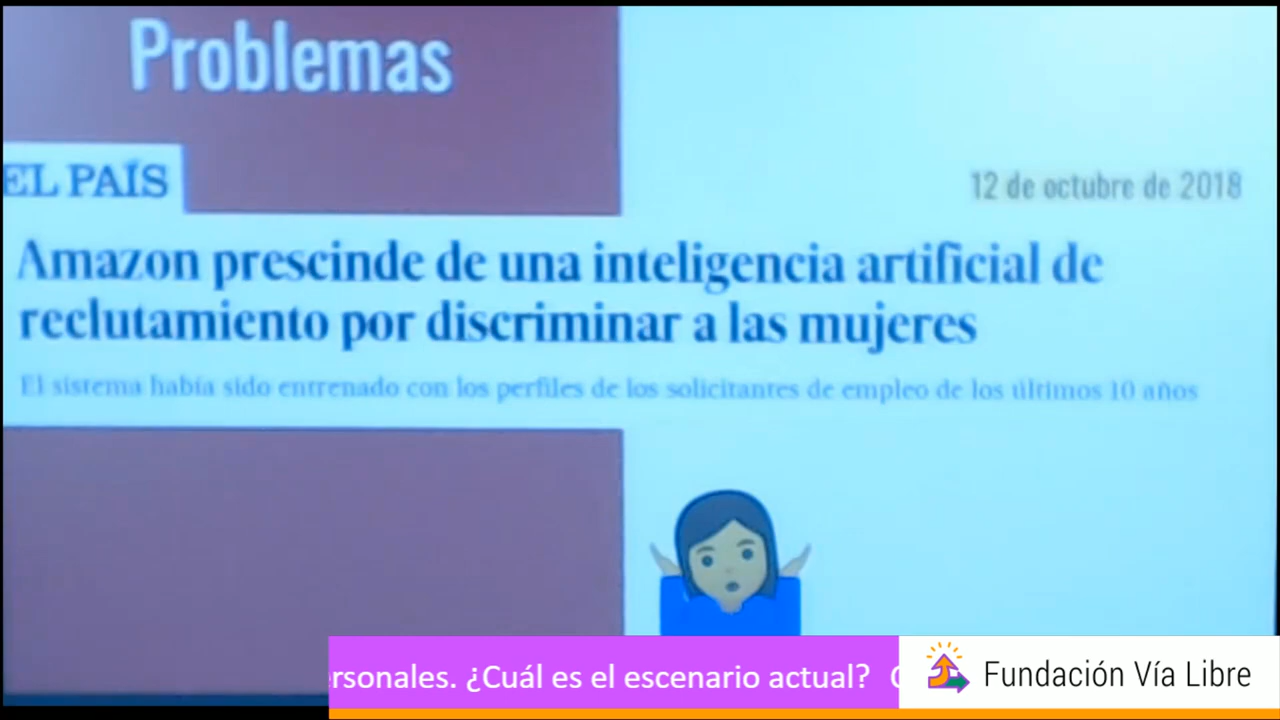 Problemas
EL PAÍS
12 de octubre de 2018
Amazon prescinde de una inteligencia artificial de
reclutamiento por discriminar a las mujeres
El sistema había sido entrenado con los perfiles de los solicitantes de empleo de los últimos 10 años
rsonales. ¿Cuál es el escenario actual?
Fundación Vía Libre